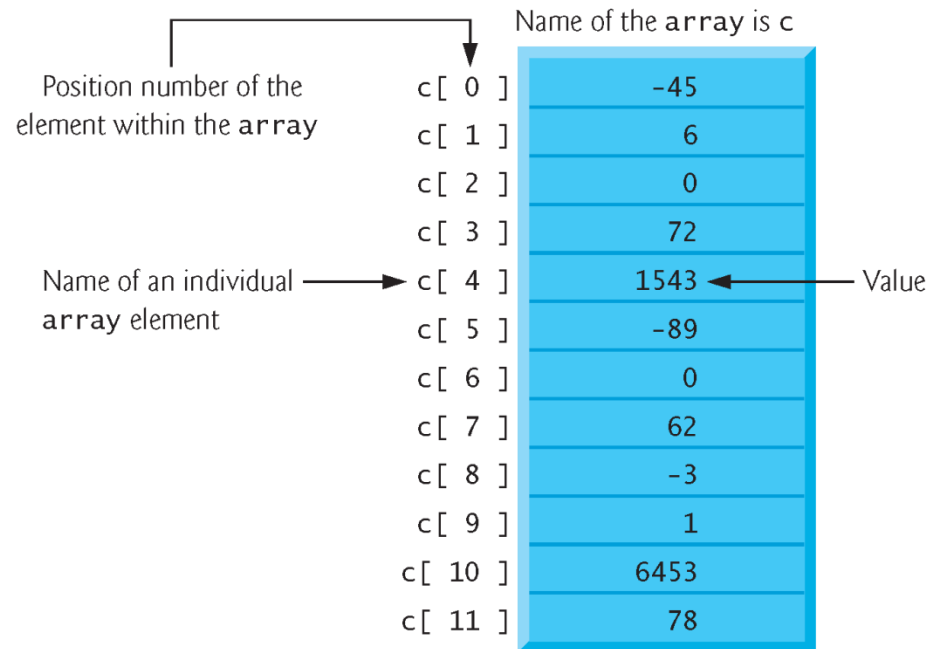 Name of the array is c
Position number of the
element within the array
c[ 0 ] -45
c[ 1 ] 6
c[ 2 ] 0
c[ 3 ] 72
Name of an individual
array element
c[ 4 ] 1543 Value
c[ 5 ] -89
c[ 6 ] 0
c[ 7 ] 62
c[ 8 ] -3
c[ 9 ] 1
c[ 10 ] 6453
c[ 11 ] 78